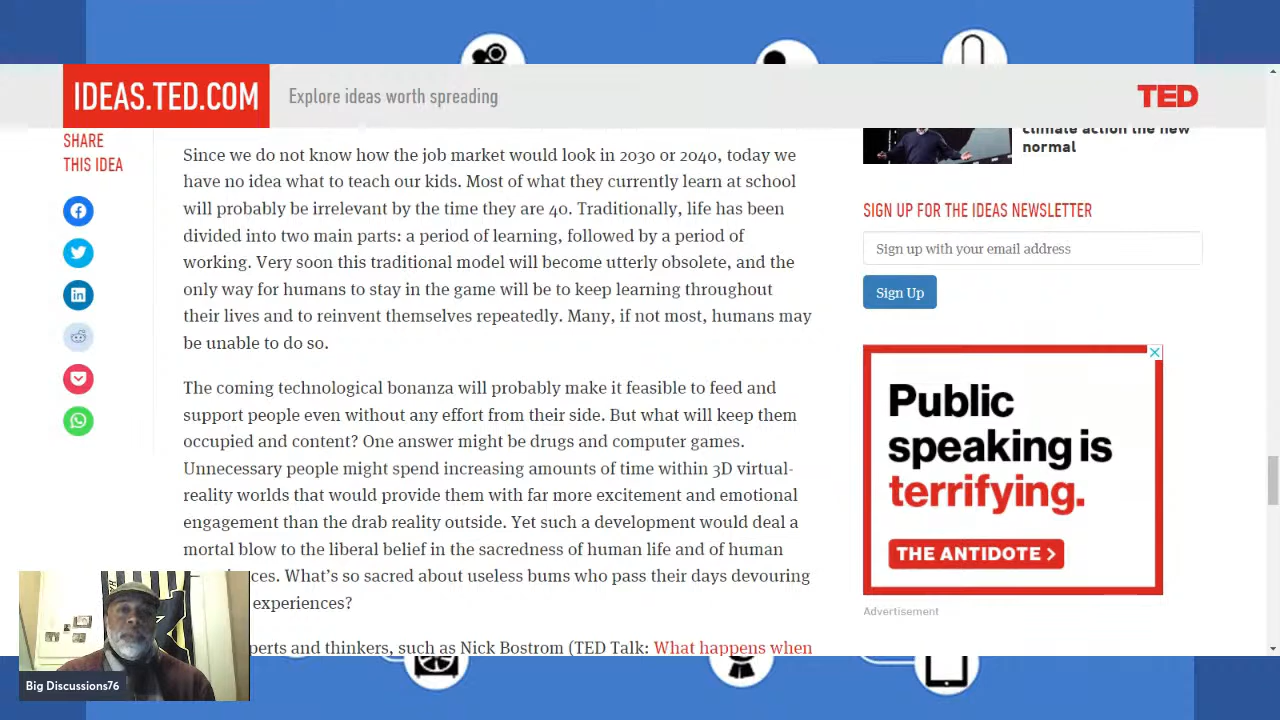 IDEAS.TED.COM
Explore ideas worth spreading
TED
SHARE
THIS IDEA
Since we do not know how the job market would look in 2030 or 2040, today we
have no idea what to teach our kids. Most of what they currently learn at school
will probably be irrelevant by the time they are 40. Traditionally, life has been
divided into two main parts: a period of learning, followed by a period of
working. Very soon this traditional model will become utterly obsolete, and the
only way for humans to stay in the game will be to keep learning throughout
their lives and to reinvent themselves repeatedly. Many, if not most, humans may
be unable to do so.
The coming technological bonanza will probably make it feasible to feed and
support people even without any effort from their side. But what will keep them
occupied and content? One answer might be drugs and computer games.
Unnecessary people might spend increasing amounts of time within 3D virtual-
reality worlds that would provide them with far more excitement and emotional
engagement than the drab reality outside. Yet such a development would deal a
mortal blow to the liberal belief in the sacredness of human life and of human
What's so sacred about useless bums who pass their days devouring
experiences?
such as Nick Bostrom (TED Talk: What happens when
climate action the new
normal
SIGN UP FOR THE IDEAS NEWSLETTER
Sign up with your email address
Sign Up
Public
speaking is
terrifying.
THE ANTIDOTE >
Advertisement
Big Discussions76